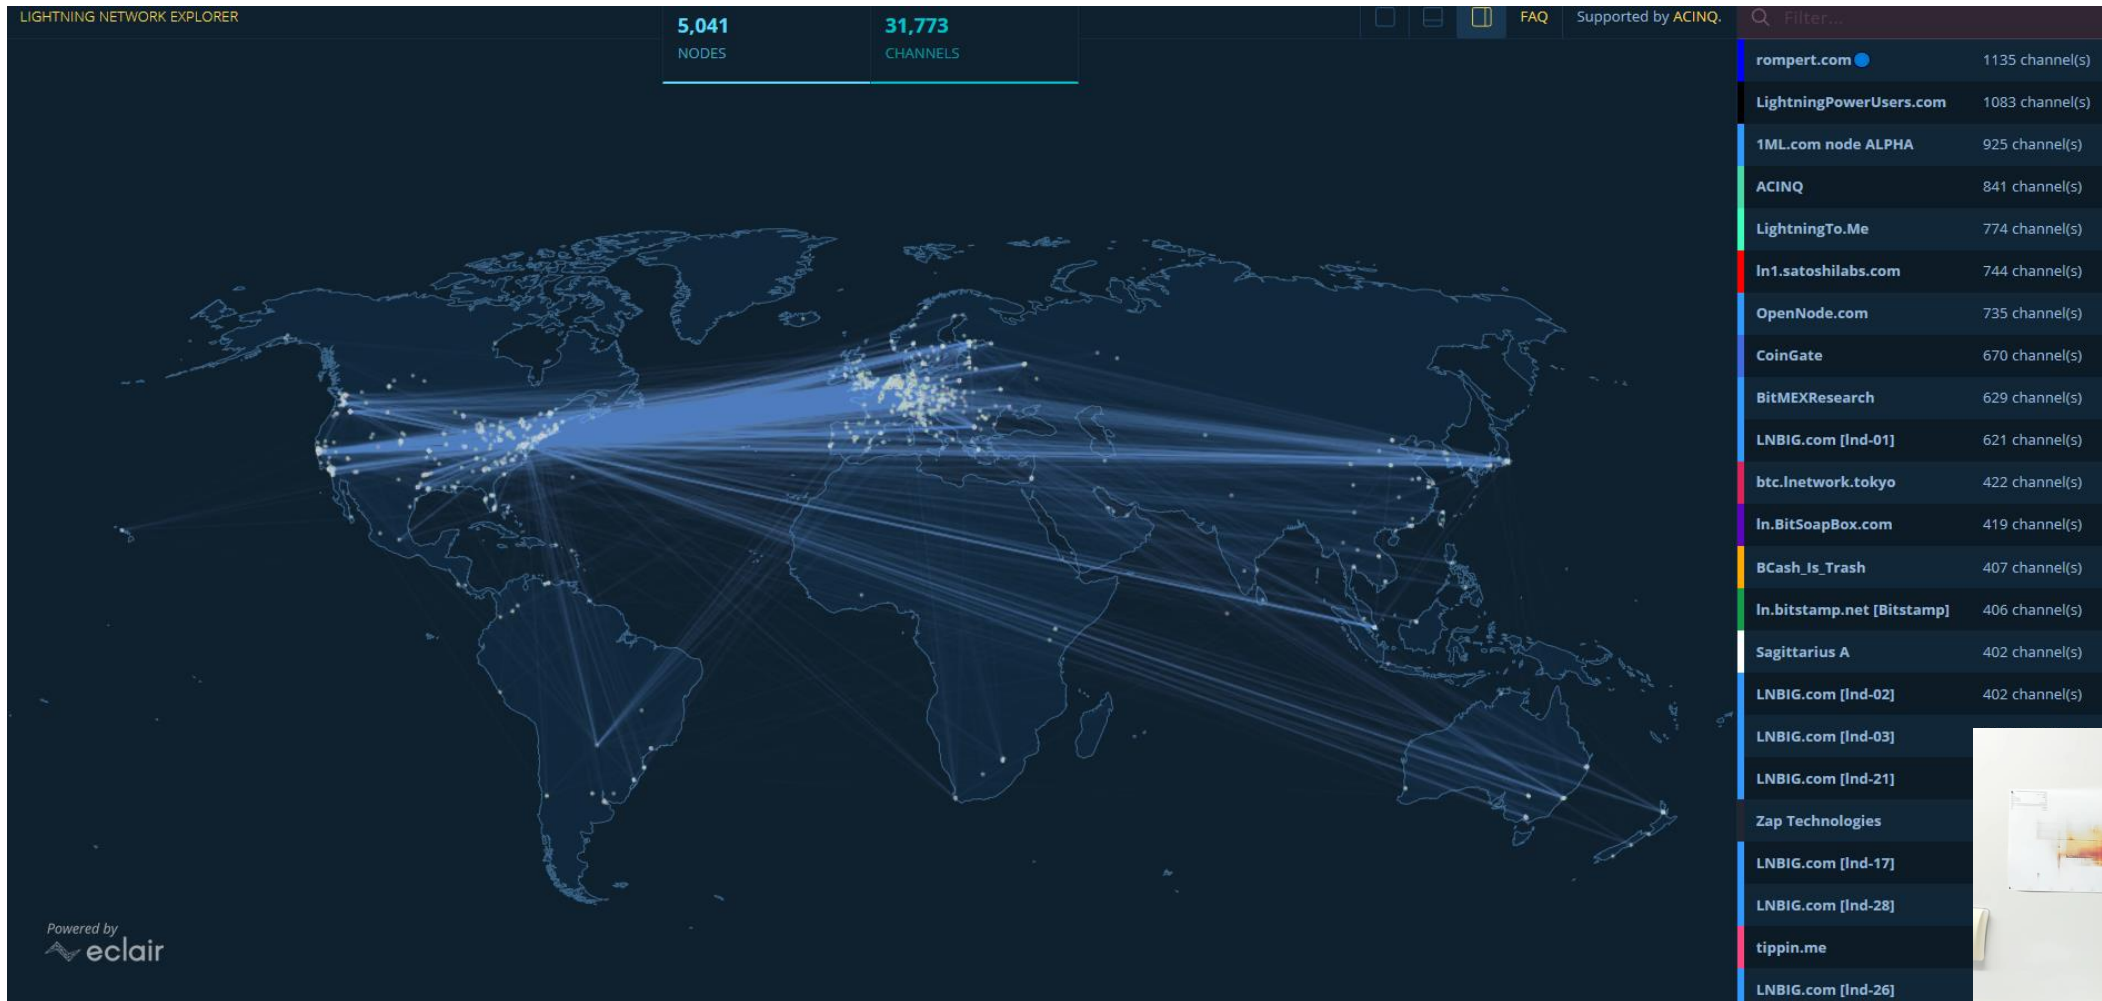 LIGHTNING NETWORK EXPLORER
5,041
NODES
31,773
CHANNELS
FAQ
Supported by ACINQ.
Filter...
rompert.com 1135 channel(s)
LightningPowerUsers.com 1083 channel(s)
1ML.com node ALPHA 925 channel(s)
ACINQ 841 channel(s)
LightningTo.Me 774 channel(s)
ln1.satoshilabs.com 744 channel(s)
OpenNode.com 735 channel(s)
CoinGate 670 channel(s)
BitMEXResearch 629 channel(s)
LNBIG.com [lnd-01] 621 channel(s)
btc.lnetwork.tokyo 422 channel(s)
ln.BitSoapBox.com 419 channel(s)
BCash_Is_Trash 407 channel(s)
ln.bitstamp.net [Bitstamp] 406 channel(s)
Sagittarius A 402 channel(s)
LNBIG.com [lnd-02] 402 channel(s)
LNBIG.com [lnd-03]
LNBIG.com [lnd-21]
Zap Technologies
LNBIG.com [lnd-17]
LNBIG.com [lnd-28]
tippin.me
LNBIG.com [lnd-26]
Powered by
eclair